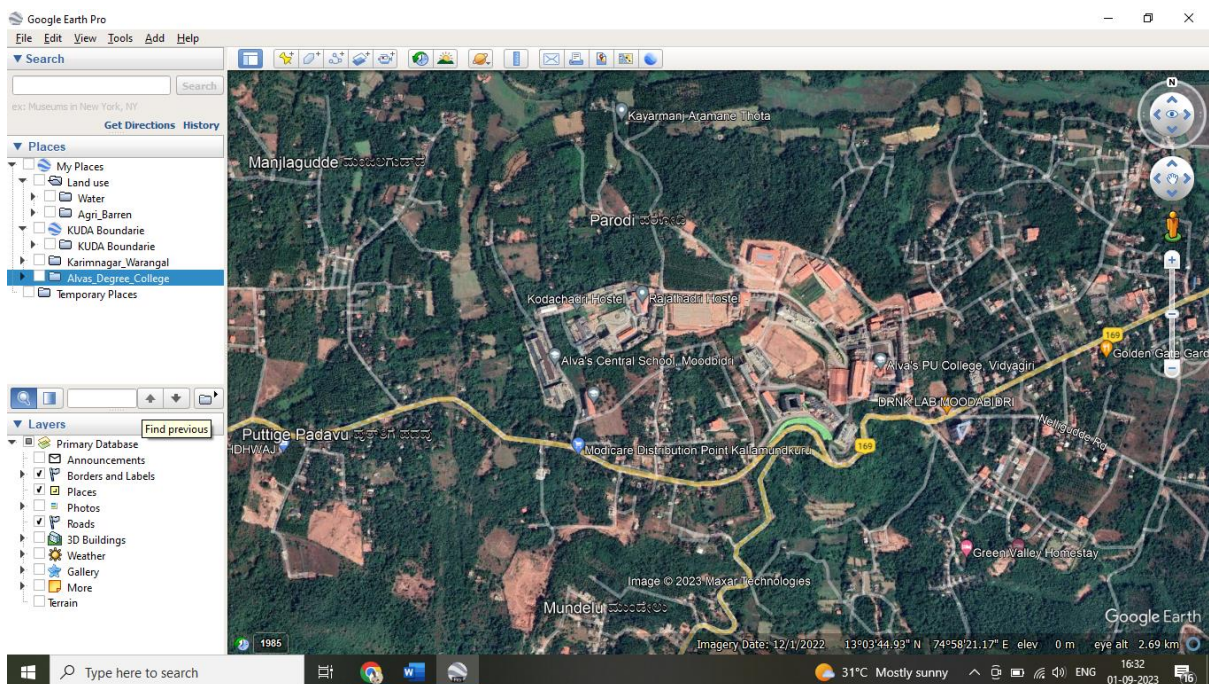 Google Earth Pro
File Edit View Tools Add Help
▼ Search
Search
ex: Museums in New York, NY
Get Directions History
▼ Places
My Places
Land use
Water
Agri_Barren
KUDA Boundarie
KUDA Boundarie
Karimnagar_Warangal
Alvas_Degree_College
Temporary Places
Find previous
▼ Layers
Primary Database
Announcements
Borders and Labels
Places
Photos
Roads
3D Buildings
Weather
Gallery
More
Terrain
N
Kayarmanj Aramane Thota
Manjlagudde
Parodi
Kodachadri Hostel
Rajathadri Hostel
169
Golden Gate Gard
Alva's Central School, Moodbidri
Alva's PU College, Vidyagiri
DRNK LAB MOODABIDRI
Nelligudde Rd
Puttige Padavu ಪುತ್ತಿಗೆ ಪದವು
HDHWAJ
Modicare Distribution Point Kallamundkuru
169
Green Valley Homestay
Image © 2023 Maxar Technologies
Mundelu ಮುಂಡೇಲು
Google Earth
1985
Imagery Date: 12/1/2022 13°03'44.93" N 74°58'21.17" E elev 0 m eye alt 2.69 km
Type here to search
31°C Mostly sunny
ENG
16:32
01-09-2023
16